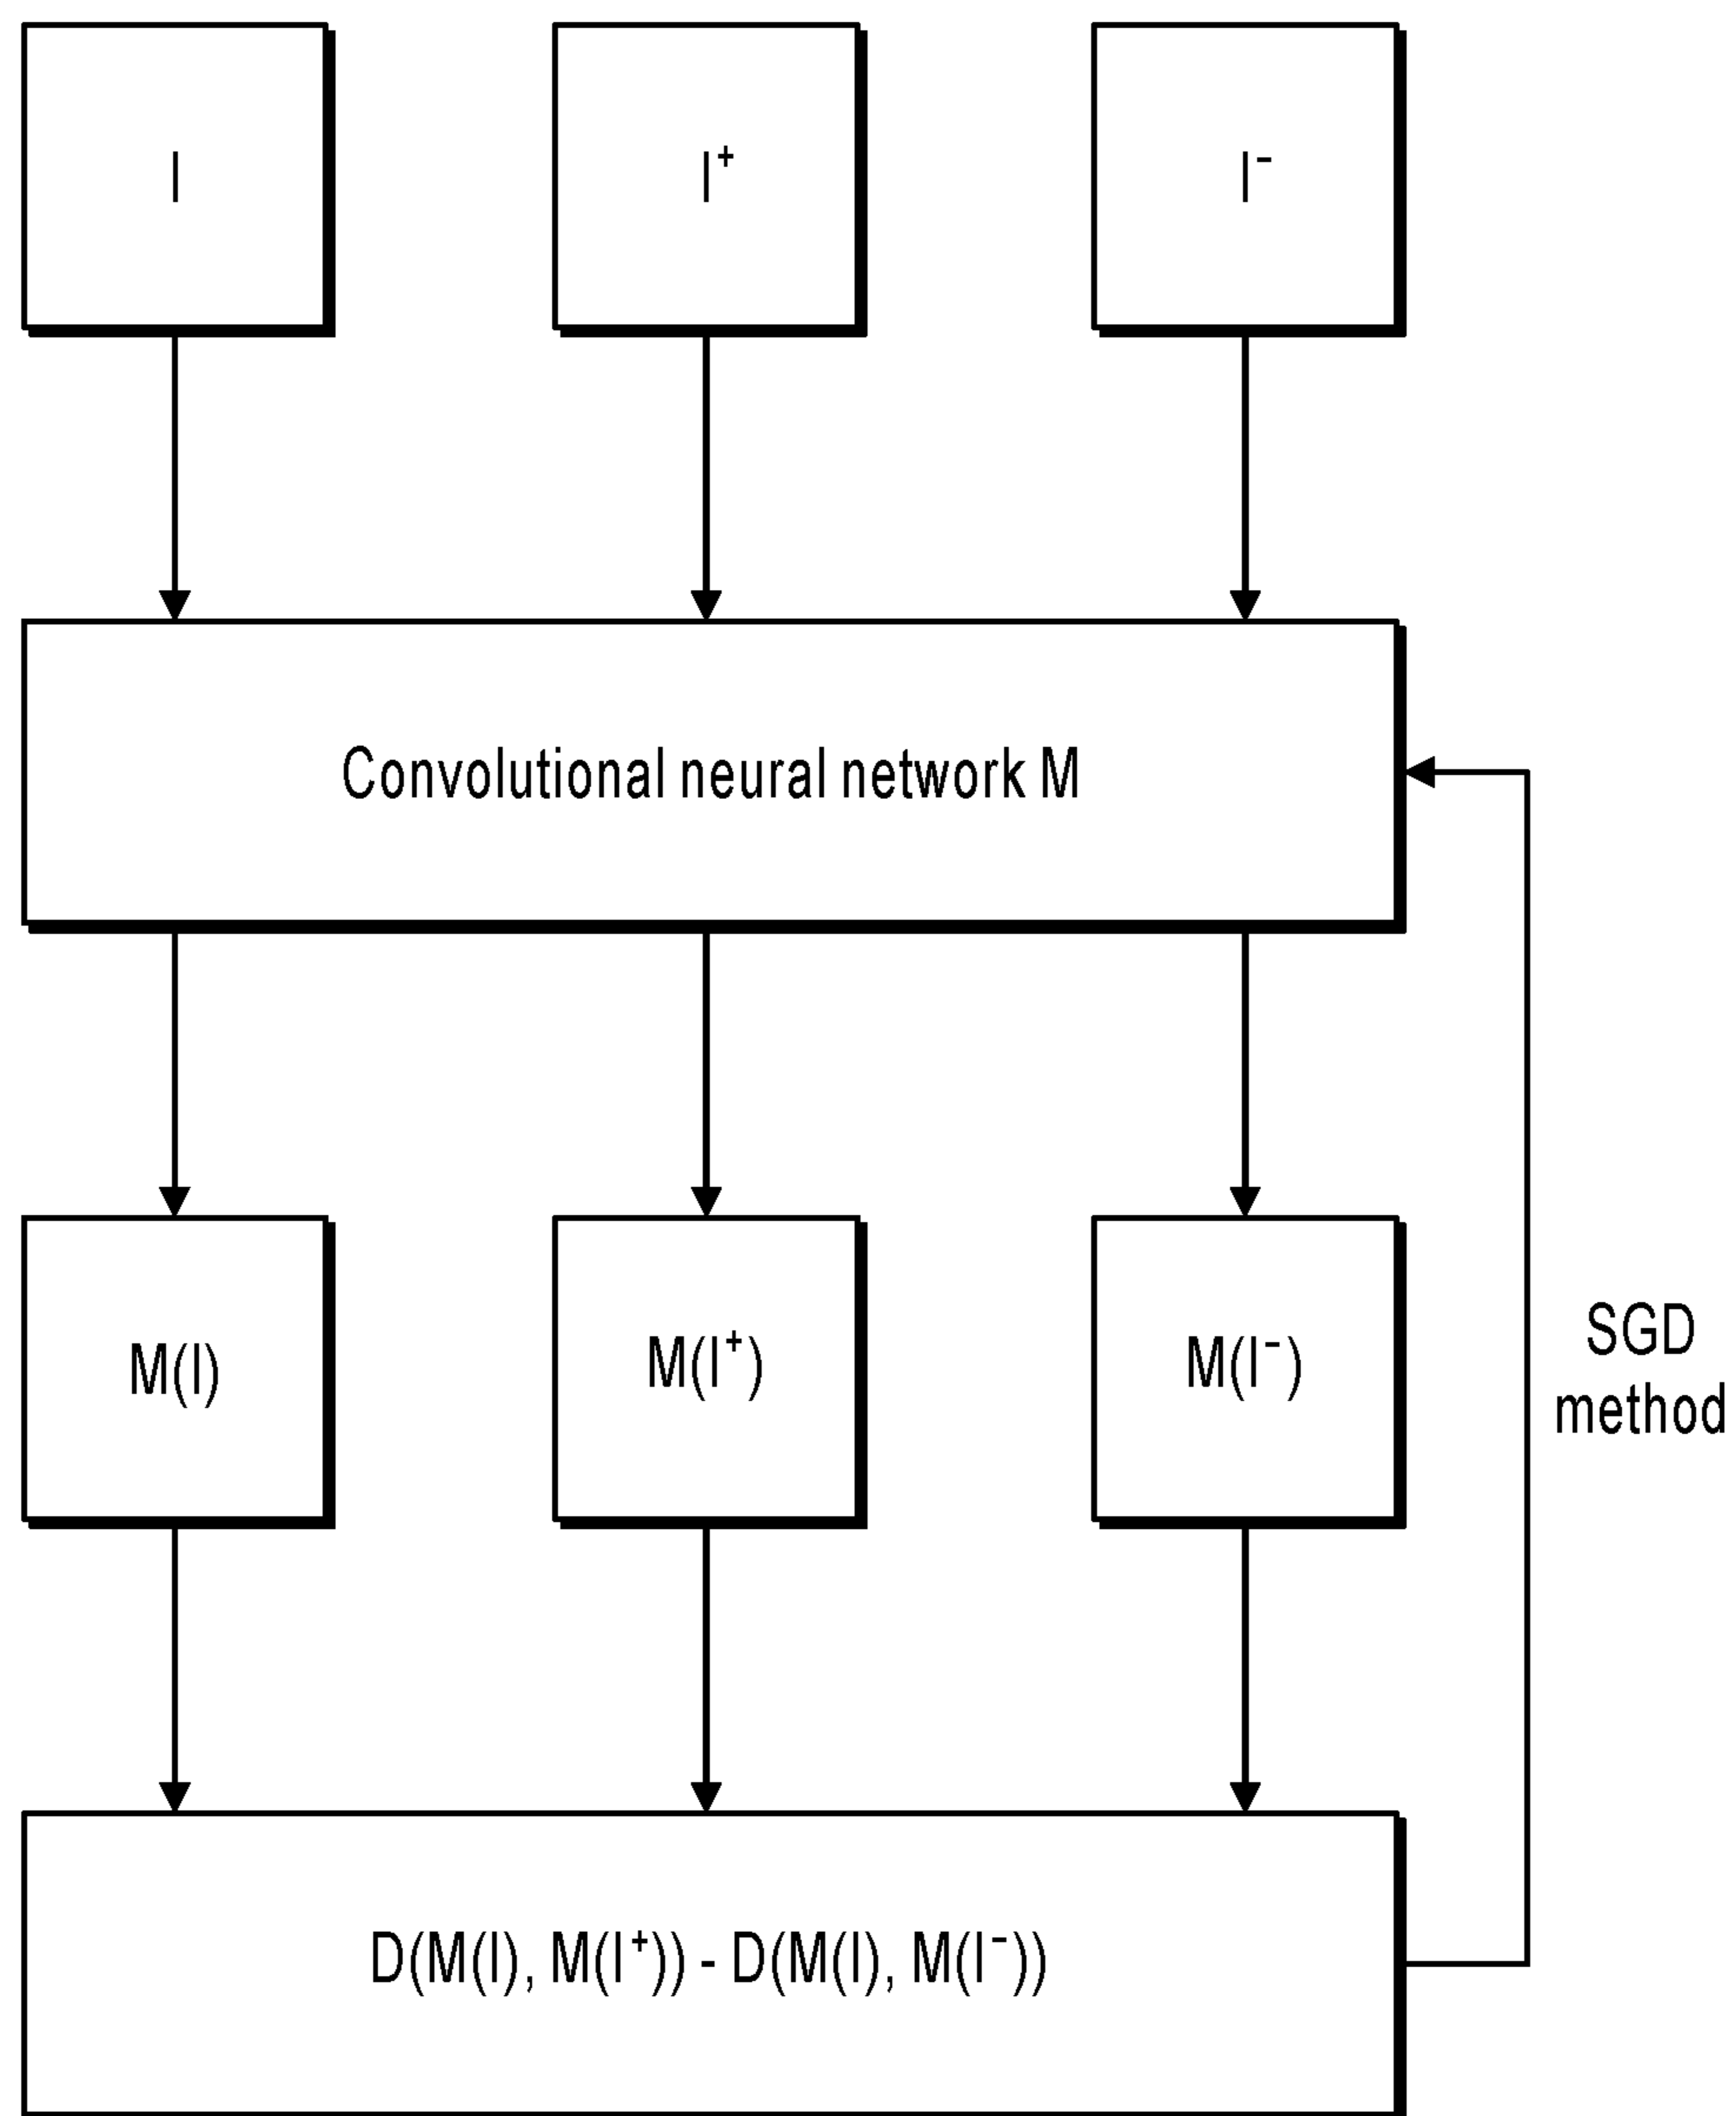 I
I⁺
I⁻
Convolutional neural network M
M(I)
M(I⁺)
M(I⁻)
SGD
method
D(M(I), M(I⁺)) - D(M(I), M(I⁻))